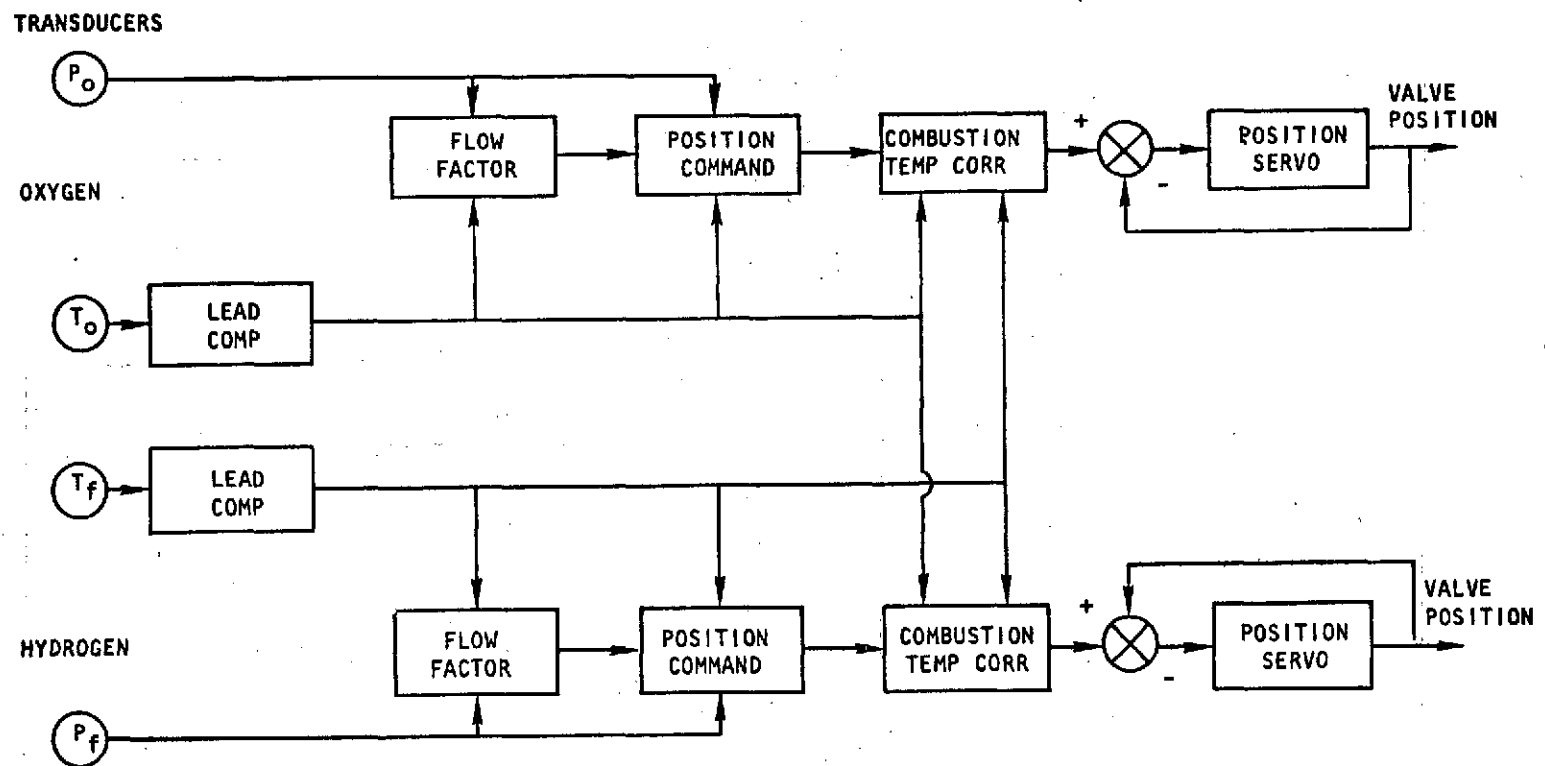 TRANSDUCERS
Po
FLOW
FACTOR
POSITION
COMMAND
COMBUSTION
TEMP CORR
+
-
POSITION
SERVO
VALVE
POSITION
OXYGEN
To
LEAD
COMP
Tf
LEAD
COMP
HYDROGEN
FLOW
FACTOR
POSITION
COMMAND
COMBUSTION
TEMP CORR
+
-
POSITION
SERVO
VALVE
POSITION
Pf